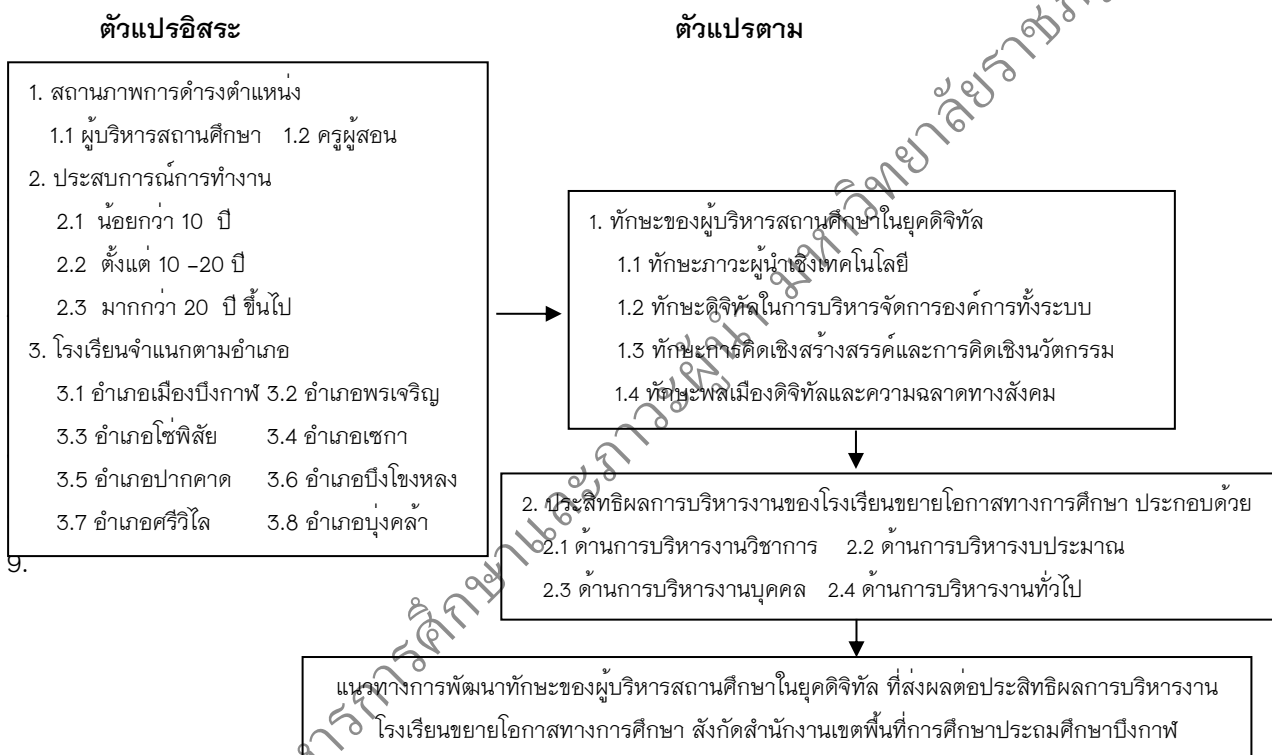 ตัวแปรอิสระ
ตัวแปรตาม
1. สถานภาพการดำรงตำแหน่ง
1.1 ผู้บริหารสถานศึกษา 1.2 ครูผู้สอน
2. ประสบการณ์การทำงาน
2.1 น้อยกว่า 10 ปี
2.2 ตั้งแต่ 10 –20 ปี
2.3 มากกว่า 20 ปี ขึ้นไป
3. โรงเรียนจำแนกตามอำเภอ
3.1 อำเภอเมืองบึงกาฬ 3.2 อำเภอพรเจริญ
3.3 อำเภอโซ่พิสัย 3.4 อำเภอเซกา
3.5 อำเภอปากคาด 3.6 อำเภอบึงโขงหลง
3.7 อำเภอศรีวิไล 3.8 อำเภอบุ่งคล้า
9.
1. ทักษะของผู้บริหารสถานศึกษาในยุคดิจิทัล
1.1 ทักษะภาวะผู้นำเชิงเทคโนโลยี
1.2 ทักษะดิจิทัลในการบริหารจัดการองค์การทั้งระบบ
1.3 ทักษะการคิดเชิงสร้างสรรค์และการคิดเชิงนวัตกรรม
1.4 ทักษะพลเมืองดิจิทัลและความฉลาดทางสังคม
2. ประสิทธิผลการบริหารงานของโรงเรียนขยายโอกาสทางการศึกษา ประกอบด้วย
2.1 ด้านการบริหารงานวิชาการ 2.2 ด้านการบริหารงบประมาณ
2.3 ด้านการบริหารงานบุคคล 2.4 ด้านการบริหารงานทั่วไป
แนวทางการพัฒนาทักษะของผู้บริหารสถานศึกษาในยุคดิจิทัล ที่ส่งผลต่อประสิทธิผลการบริหารงาน
โรงเรียนขยายโอกาสทางการศึกษา สังกัดสำนักงานเขตพื้นที่การศึกษาประถมศึกษาบึงกาฬ
ารการศึกษาและภาวะผู้นำ มหาวิทยาลัยราชภ